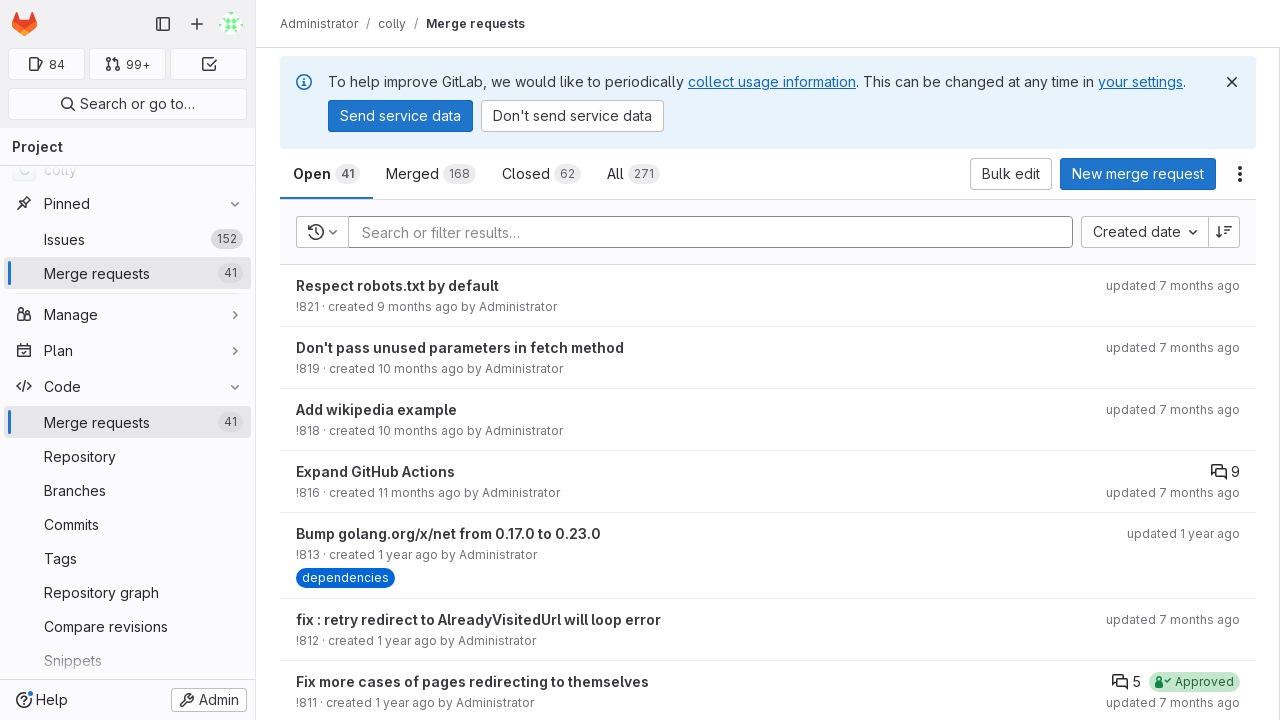 Administrator / colly / Merge requests
84
99+
Search or go to…
Project
colly
Pinned
Issues 152
Merge requests 41
Manage
Plan
Code
Merge requests 41
Repository
Branches
Commits
Tags
Repository graph
Compare revisions
Snippets
Help
Admin
To help improve GitLab, we would like to periodically collect usage information. This can be changed at any time in your settings.
Send service data
Don't send service data
Open 41
Merged 168
Closed 62
All 271
Bulk edit
New merge request
Search or filter results…
Created date
Respect robots.txt by default
updated 7 months ago
!821 · created 9 months ago by Administrator
Don't pass unused parameters in fetch method
updated 7 months ago
!819 · created 10 months ago by Administrator
Add wikipedia example
updated 7 months ago
!818 · created 10 months ago by Administrator
Expand GitHub Actions
9
!816 · created 11 months ago by Administrator
updated 7 months ago
Bump golang.org/x/net from 0.17.0 to 0.23.0
updated 1 year ago
!813 · created 1 year ago by Administrator
dependencies
fix : retry redirect to AlreadyVisitedUrl will loop error
updated 7 months ago
!812 · created 1 year ago by Administrator
Fix more cases of pages redirecting to themselves
5
Approved
!811 · created 1 year ago by Administrator
updated 7 months ago